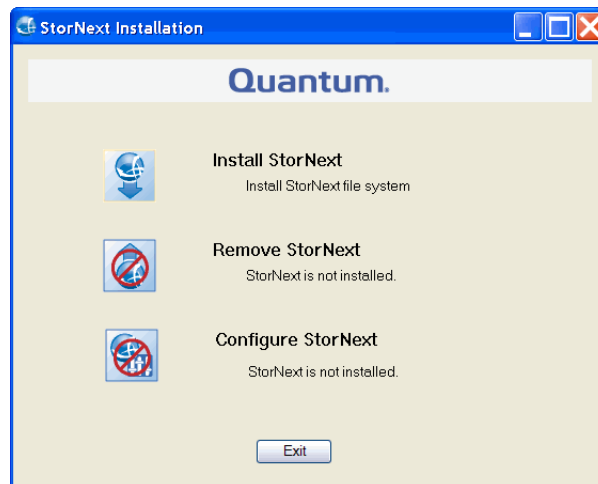 StorNext Installation
Quantum.
Install StorNext
Install StorNext file system
Remove StorNext
StorNext is not installed.
Configure StorNext
StorNext is not installed.
Exit